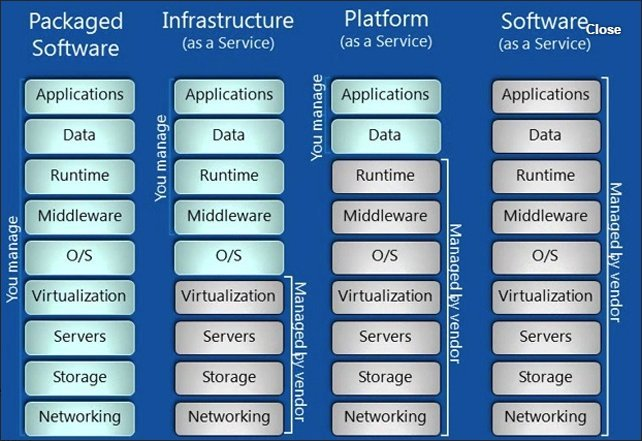 Packaged
Software
Infrastructure
(as a Service)
Platform
(as a Service)
Software
(as a Service)
Close
You manage
Applications
Data
Runtime
Middleware
O/S
Virtualization
Servers
Storage
Networking
You manage
Applications
Data
Runtime
Middleware
O/S
Virtualization
Servers
Storage
Networking
Managed by vendor
You manage
Applications
Data
Runtime
Middleware
O/S
Virtualization
Servers
Storage
Networking
Managed by vendor
Applications
Data
Runtime
Middleware
O/S
Virtualization
Servers
Storage
Networking
Managed by vendor